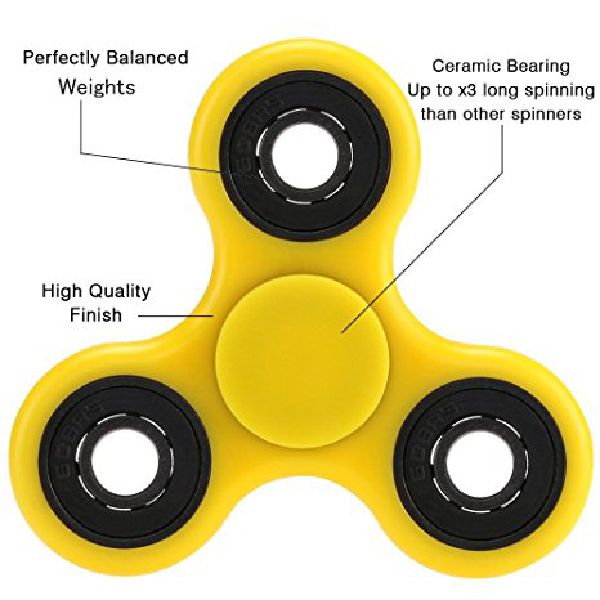 Perfectly Balanced
Weights
Ceramic Bearing
Up to x3 long spinning
than other spinners
High Quality
Finish